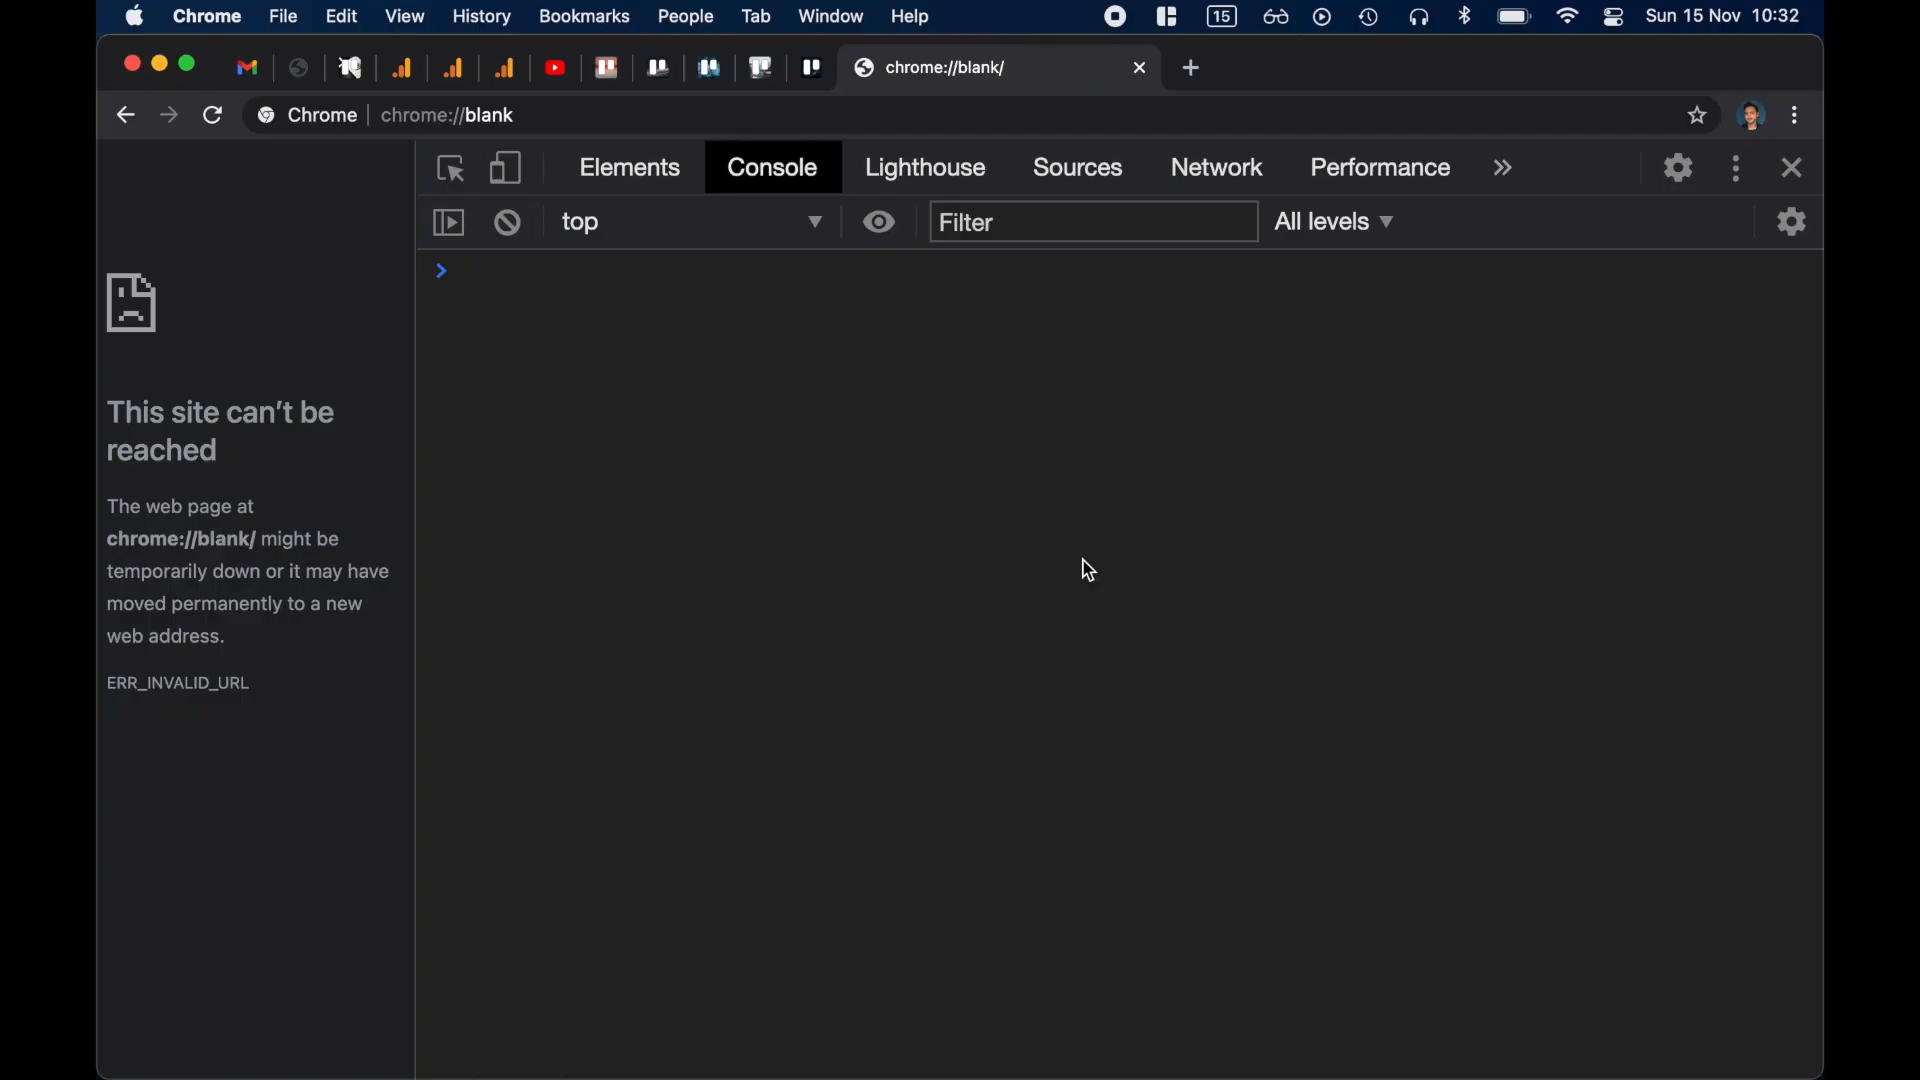 Chrome File Edit View History Bookmarks People Tab Window Help 15 Sun 15 Nov 10:32
chrome://blank/
Chrome chrome://blank
Elements Console Lighthouse Sources Network Performance
top Filter All levels
This site can't be
reached
The web page at
chrome://blank/ might be
temporarily down or it may have
moved permanently to a new
web address.
ERR_INVALID_URL